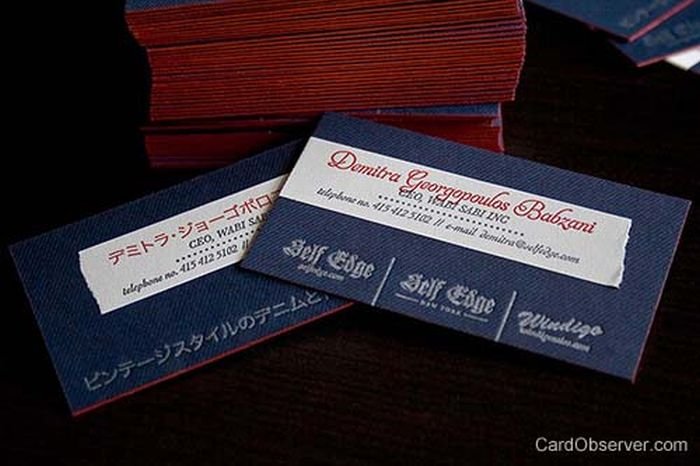 デミトラ・ジョーゴポロ
CEO, WABI SAB
telephone no. 415 412 5102 //
ビンテージスタイルのデニムと
Demitra Georgopoulos Babzani
CEO, WABI SABI INC
telephone no. 415 412 5102 // e-mail demitra@selfedge.com
Self Edge
selfedge.com
Self Edge
NEW YORK
Windigo
CardObserver.com